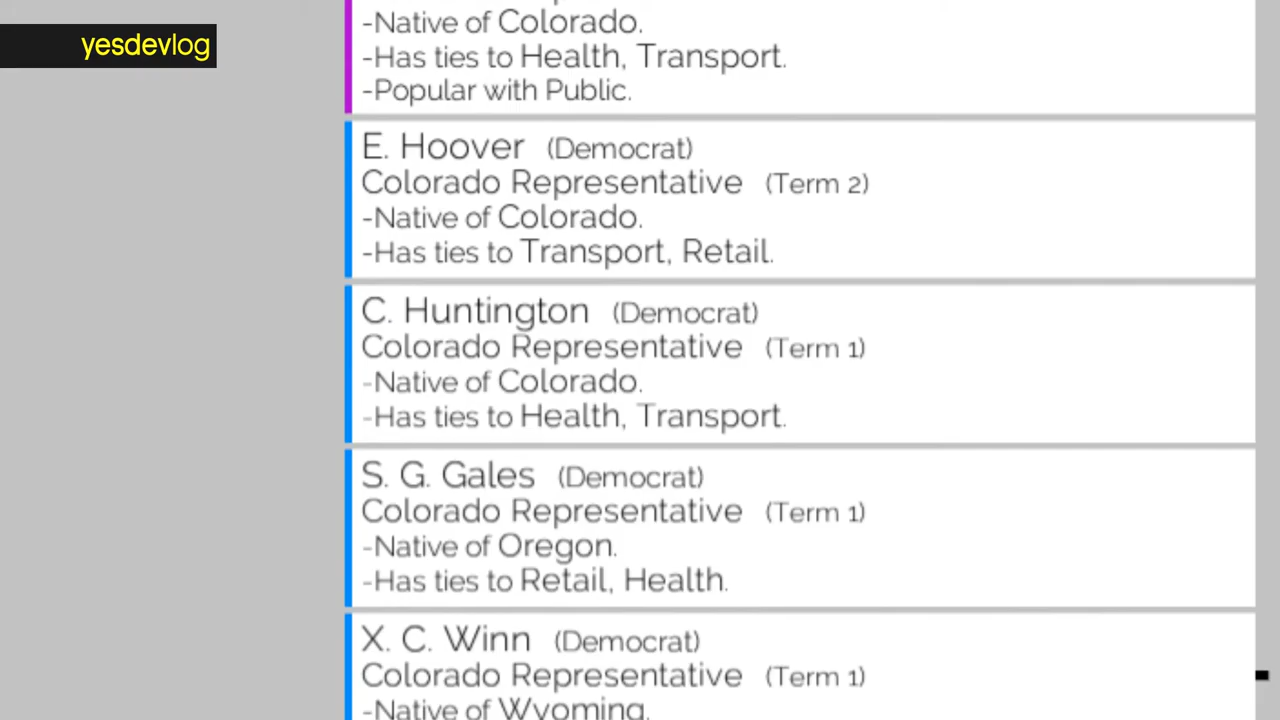 yesdevlog
-Native of Colorado.
-Has ties to Health, Transport.
-Popular with Public.
E. Hoover (Democrat)
Colorado Representative (Term 2)
-Native of Colorado.
-Has ties to Transport, Retail.
C. Huntington (Democrat)
Colorado Representative (Term 1)
-Native of Colorado.
-Has ties to Health, Transport.
S. G. Gales (Democrat)
Colorado Representative (Term 1)
-Native of Oregon.
-Has ties to Retail, Health.
X. C. Winn (Democrat)
Colorado Representative (Term 1)
-Native of Wyoming.